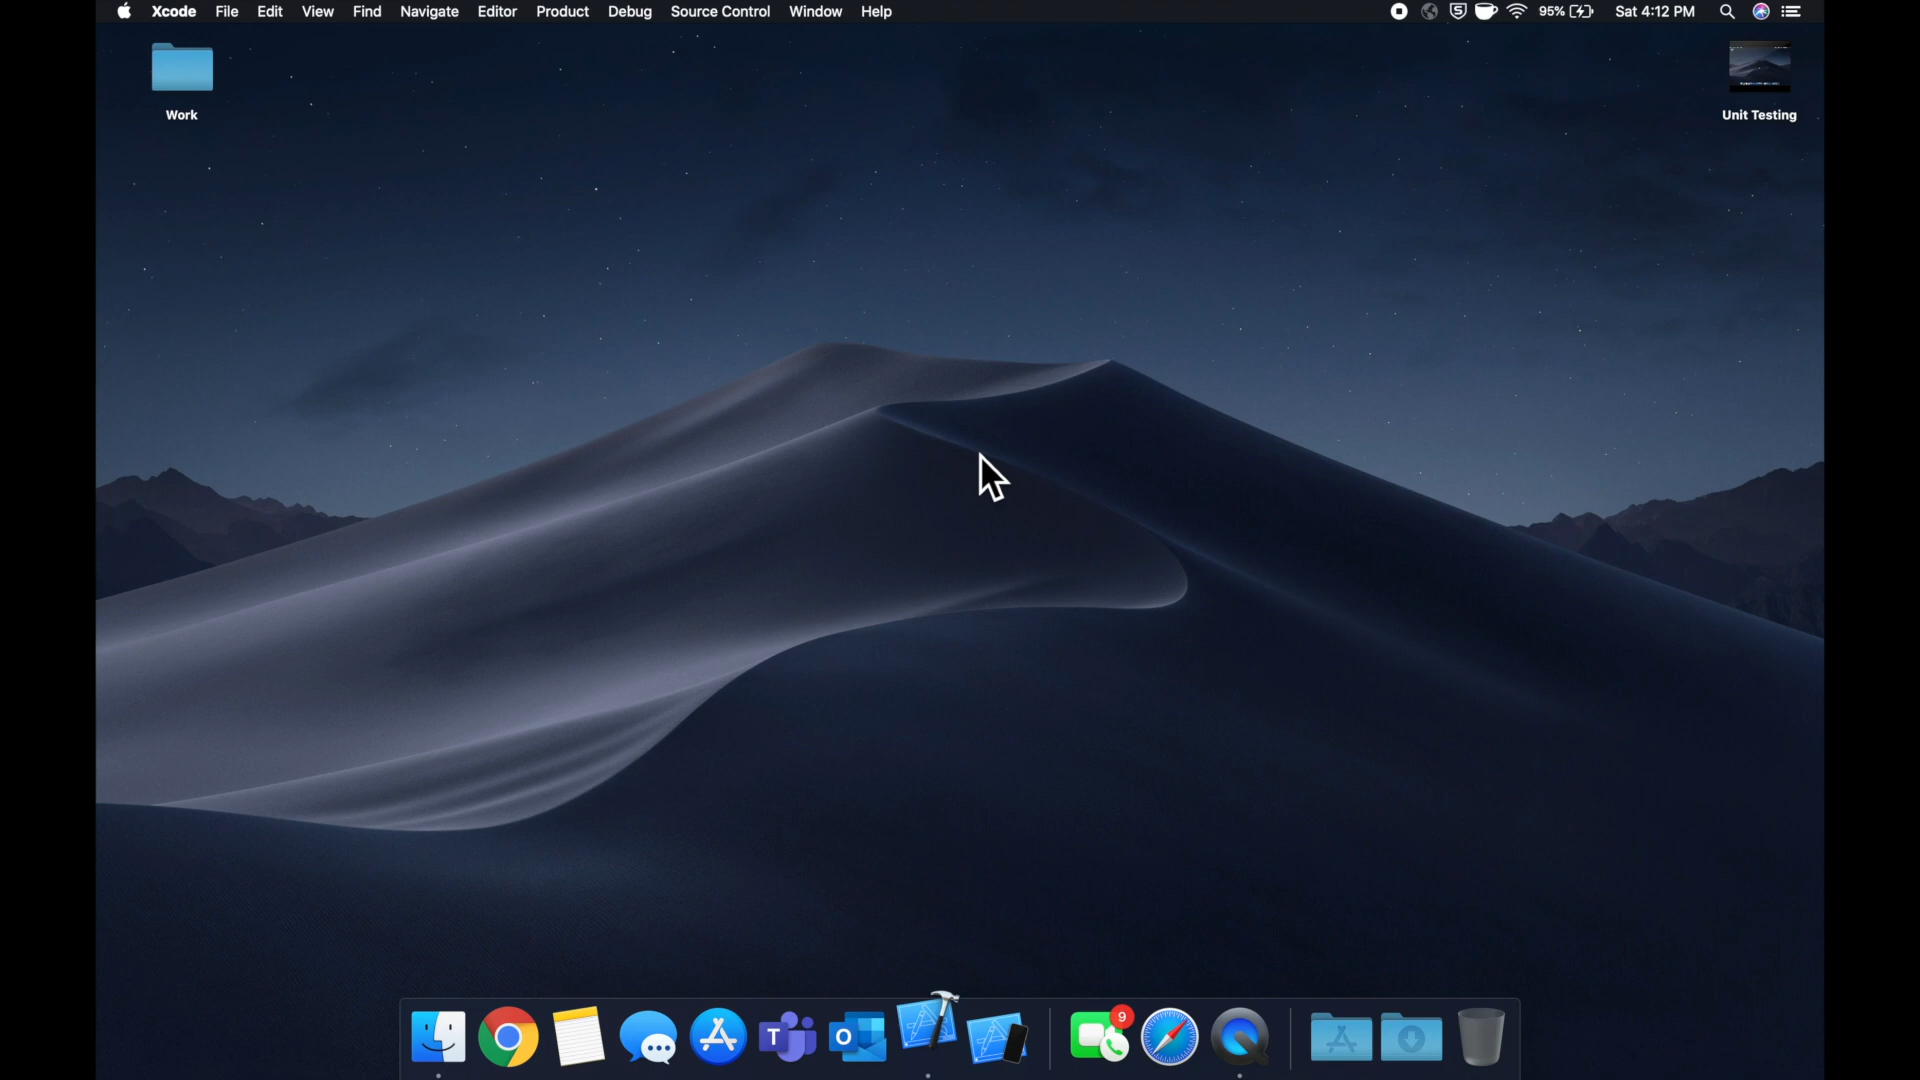 Xcode File Edit View Find Navigate Editor Product Debug Source Control Window Help 95% Sat 4:12 PM
Work
Unit Testing
T
O
9